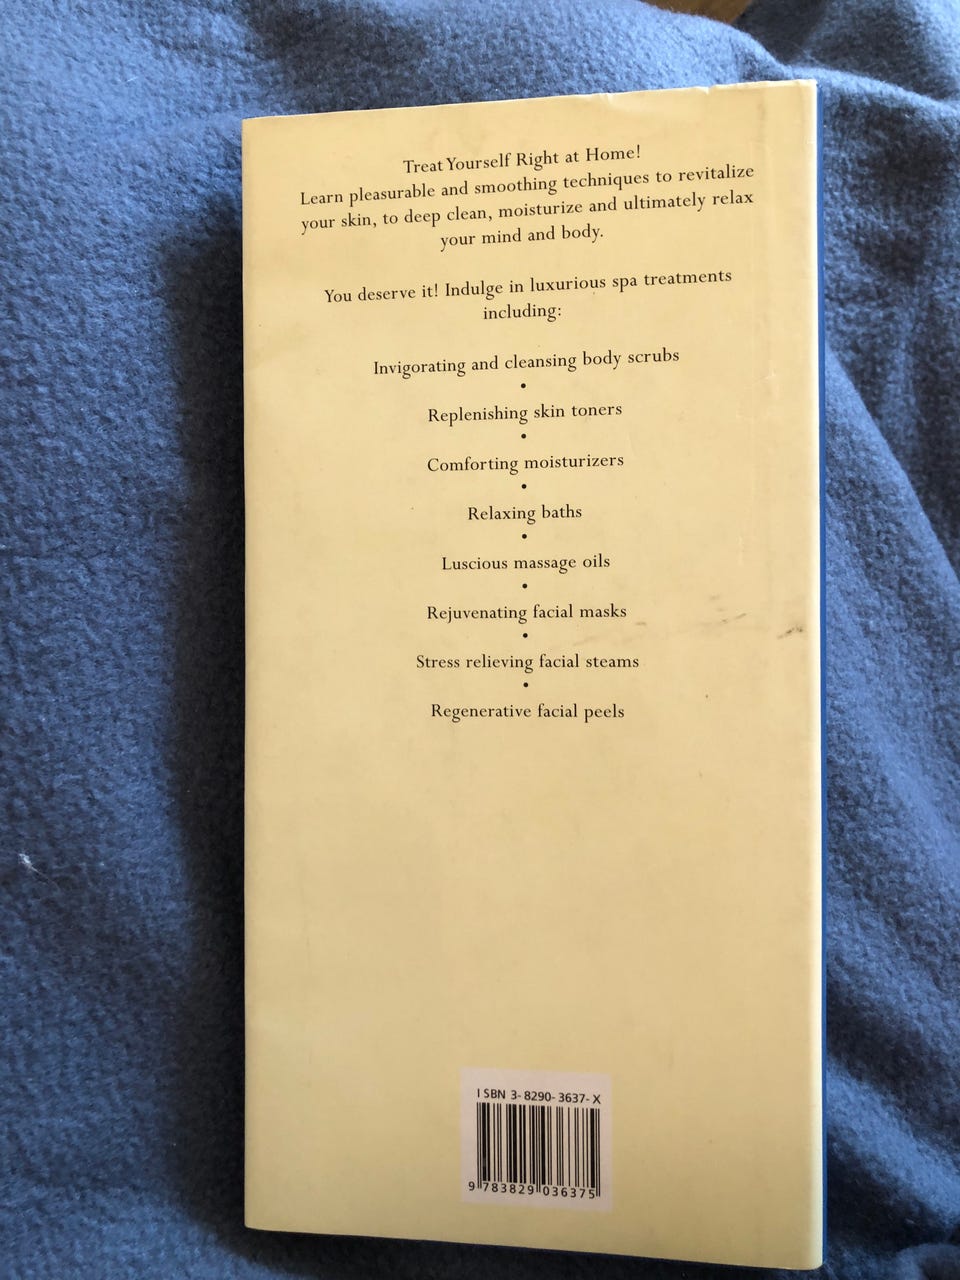 Treat Yourself Right at Home!
Learn pleasurable and smoothing techniques to revitalize
your skin, to deep clean, moisturize and ultimately relax
your mind and body.
You deserve it! Indulge in luxurious spa treatments
including:
Invigorating and cleansing body scrubs
•
Replenishing skin toners
•
Comforting moisturizers
•
Relaxing baths
•
Luscious massage oils
•
Rejuvenating facial masks
•
Stress relieving facial steams
•
Regenerative facial peels
ISBN 3-8290-3637-X
9 783829 036375